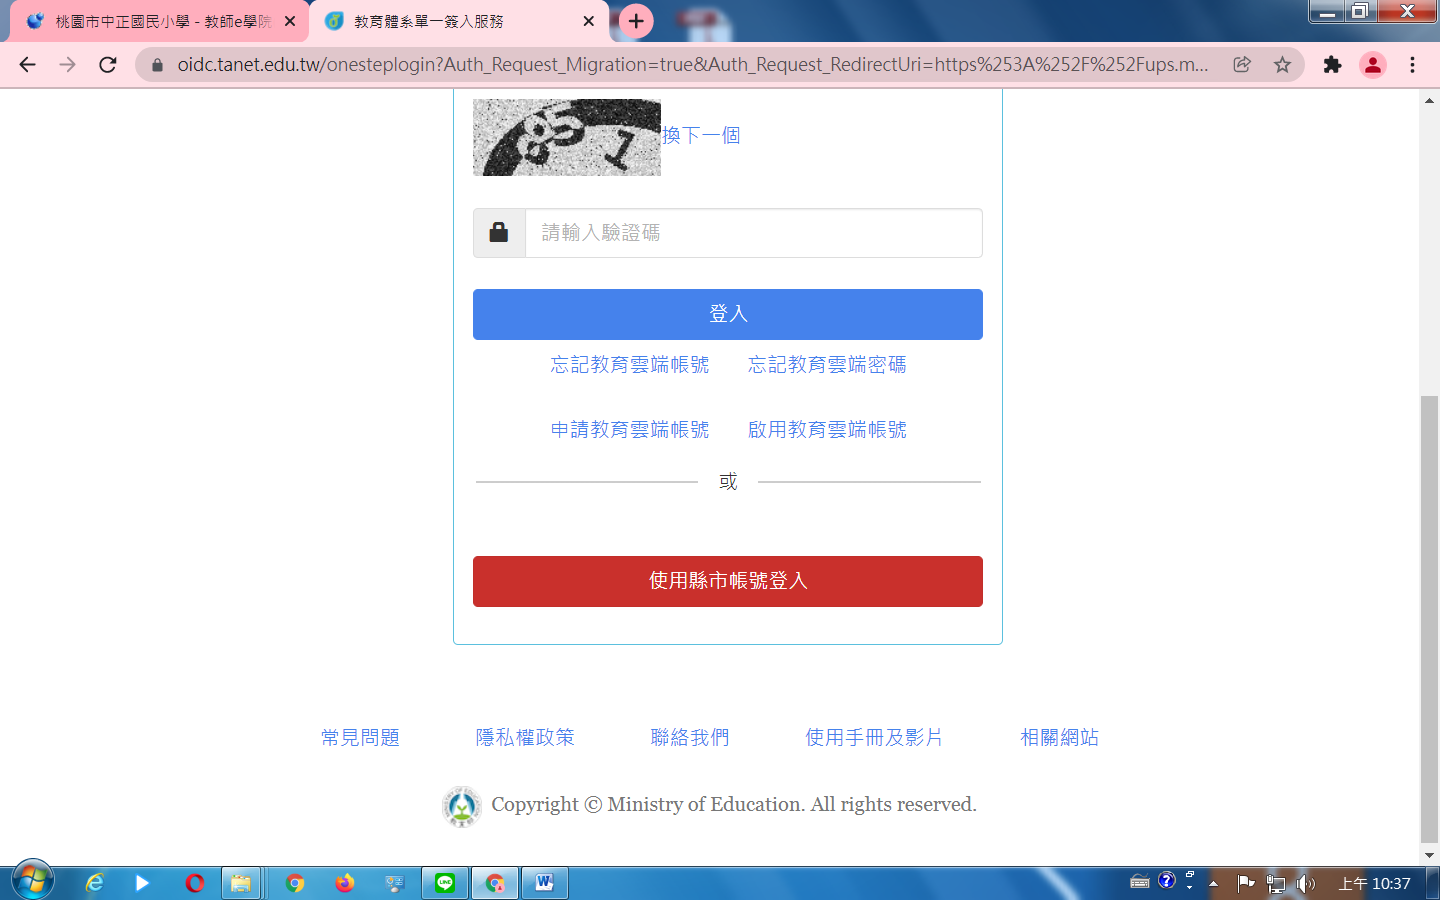 桃園市中正國民小學 - 教師e學院
教育體系單一簽入服務
oidc.tanet.edu.tw/onesteplogin?Auth_Request_Migration=true&Auth_Request_RedirectUri=https%253A%252F%252Fups.m...
換下一個
請輸入驗證碼
登入
忘記教育雲端帳號 忘記教育雲端密碼
申請教育雲端帳號 啟用教育雲端帳號
或
使用縣市帳號登入
常見問題 隱私權政策 聯絡我們 使用手冊及影片 相關網站
Copyright © Ministry of Education. All rights reserved.
上午 10:37